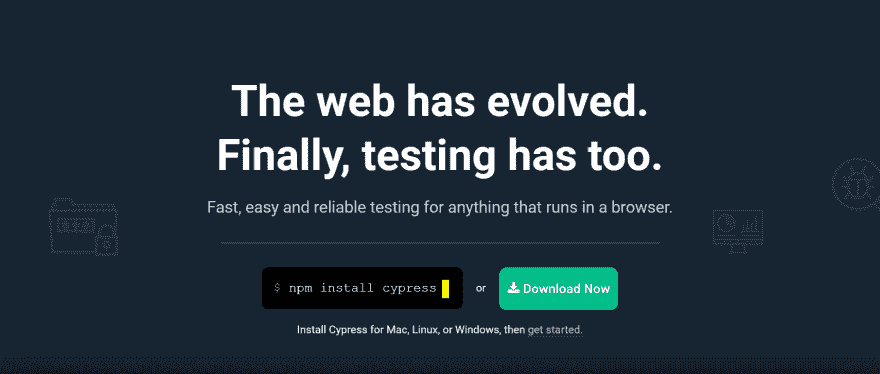 The web has evolved.
Finally, testing has too.
Fast, easy and reliable testing for anything that runs in a browser.
$ npm install cypress
or
Download Now
Install Cypress for Mac, Linux, or Windows, then get started.